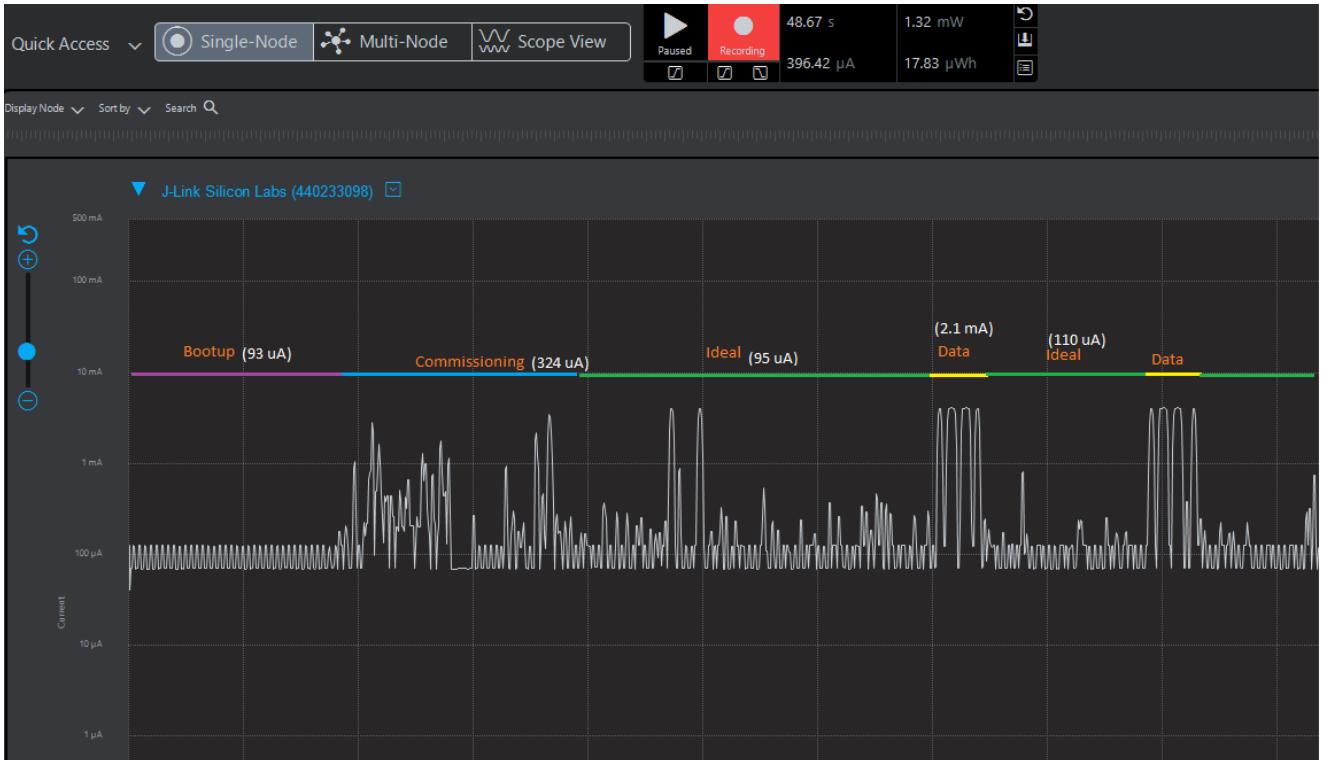 Quick Access
Single-Node
Multi-Node
Scope View
Paused
Recording
48.67 s
1.32 mW
396.42 µA
17.83 µWh
Display Node
Sort by
Search
J-Link Silicon Labs (440233098)
500 mA
100 mA
10 mA
1 mA
100 µA
10 µA
1 µA
Current
Bootup (93 uA)
Commissioning (324 uA)
Ideal (95 uA)
(2.1 mA)
Data
(110 uA)
Ideal
Data